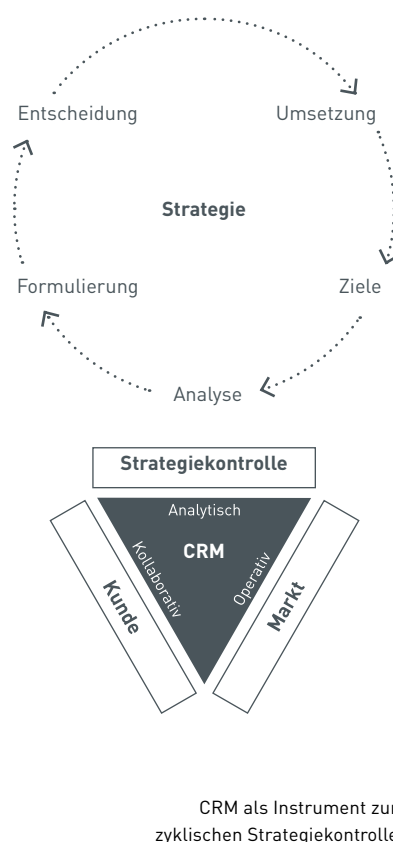 Entscheidung
Umsetzung
Strategie
Formulierung
Ziele
Analyse
Strategiekontrolle
Analytisch
CRM
Kollaborativ
Operativ
Kunde
Markt
CRM als Instrument zur
zyklischen Strategiekontrolle